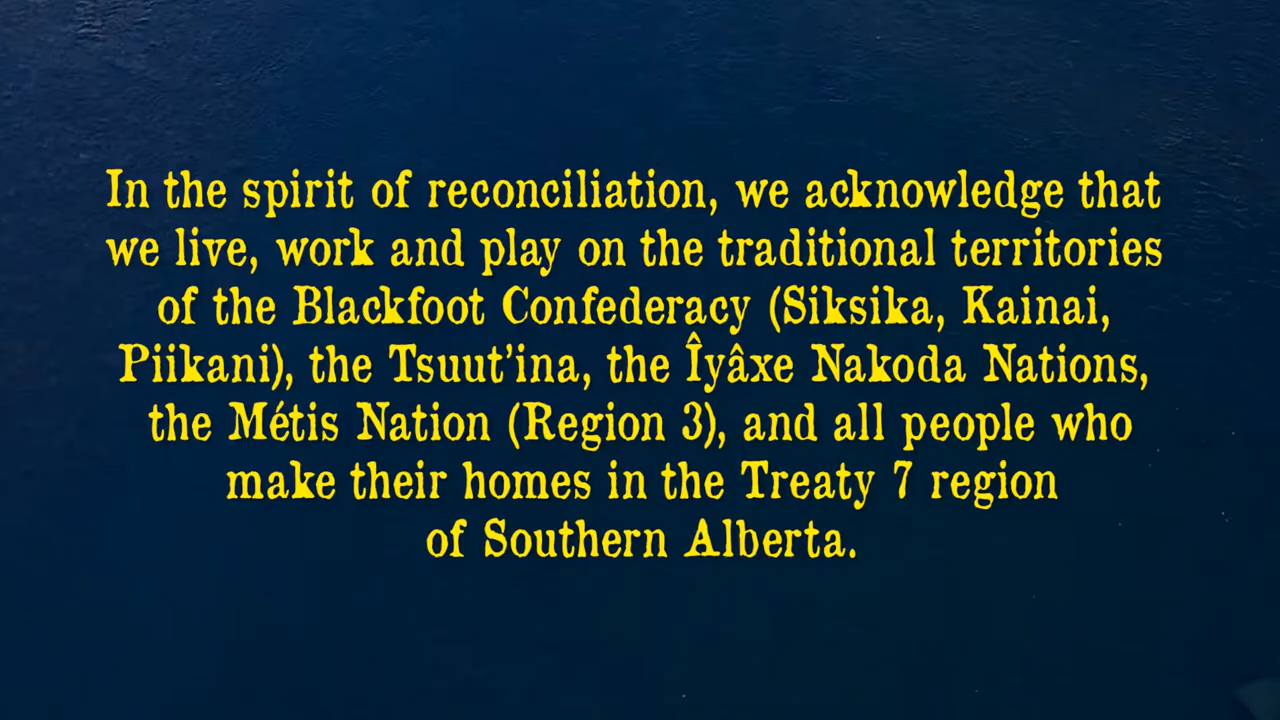 In the spirit of reconciliation, we acknowledge that
we live, work and play on the traditional territories
of the Blackfoot Confederacy (Siksika, Kainai,
Piikani), the Tsuut’ina, the Îyâxe Nakoda Nations,
the Métis Nation (Region 3), and all people who
make their homes in the Treaty 7 region
of Southern Alberta.